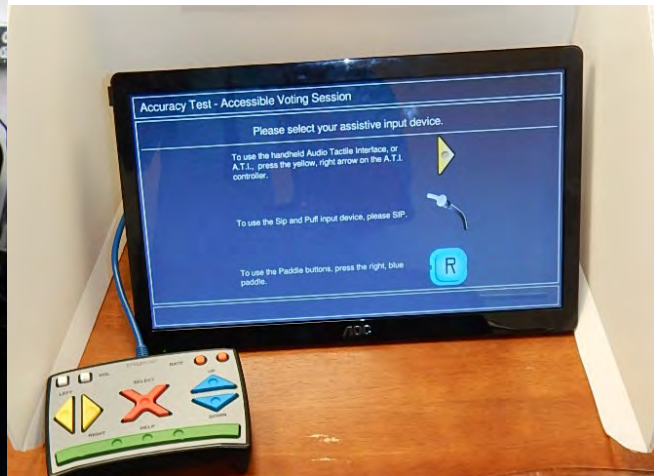 Accuracy Test - Accessible Voting Session
Please select your assistive input device.
To use the handheld Audio Tactile Interface, or
A.T.I., press the yellow, right arrow on the A.T.I.
controller.
To use the Sip and Puff input device, please SIP.
To use the Paddle buttons, press the right, blue
paddle.
R
AOC
VOL
RATE
LEFT
SELECT
UP
RIGHT
HELP
DOWN